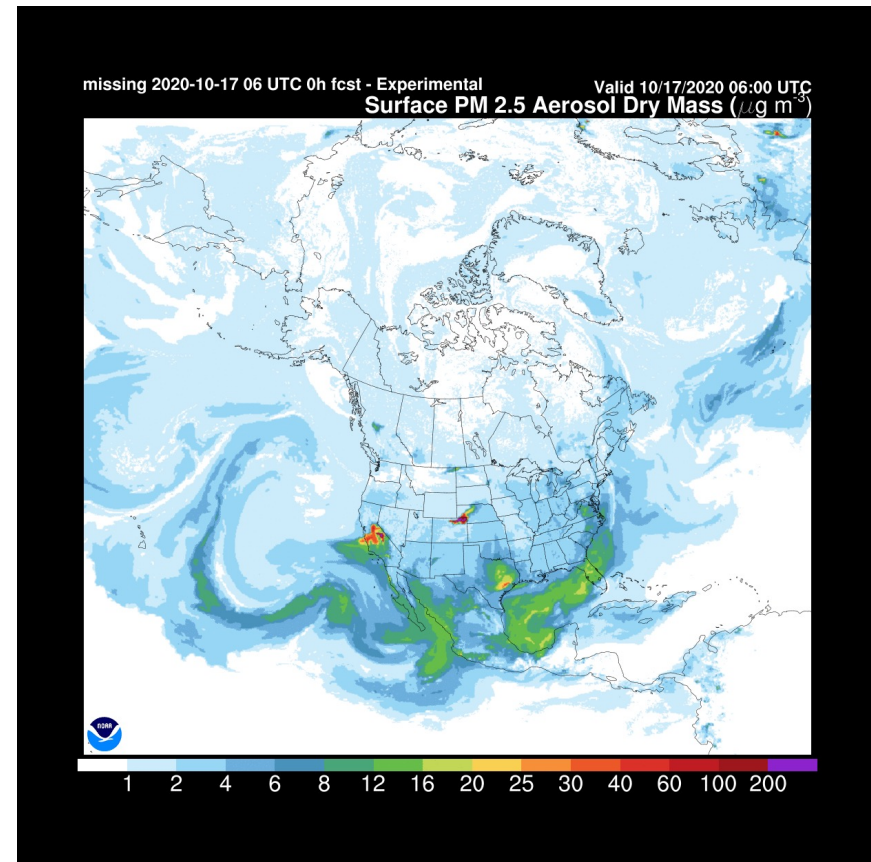 missing 2020-10-17 06 UTC 0h fcst - Experimental
Valid 10/17/2020 06:00 UTC
Surface PM 2.5 Aerosol Dry Mass (μg m⁻³)
NOAA
1 2 4 6 8 12 16 20 25 30 40 60 100 200